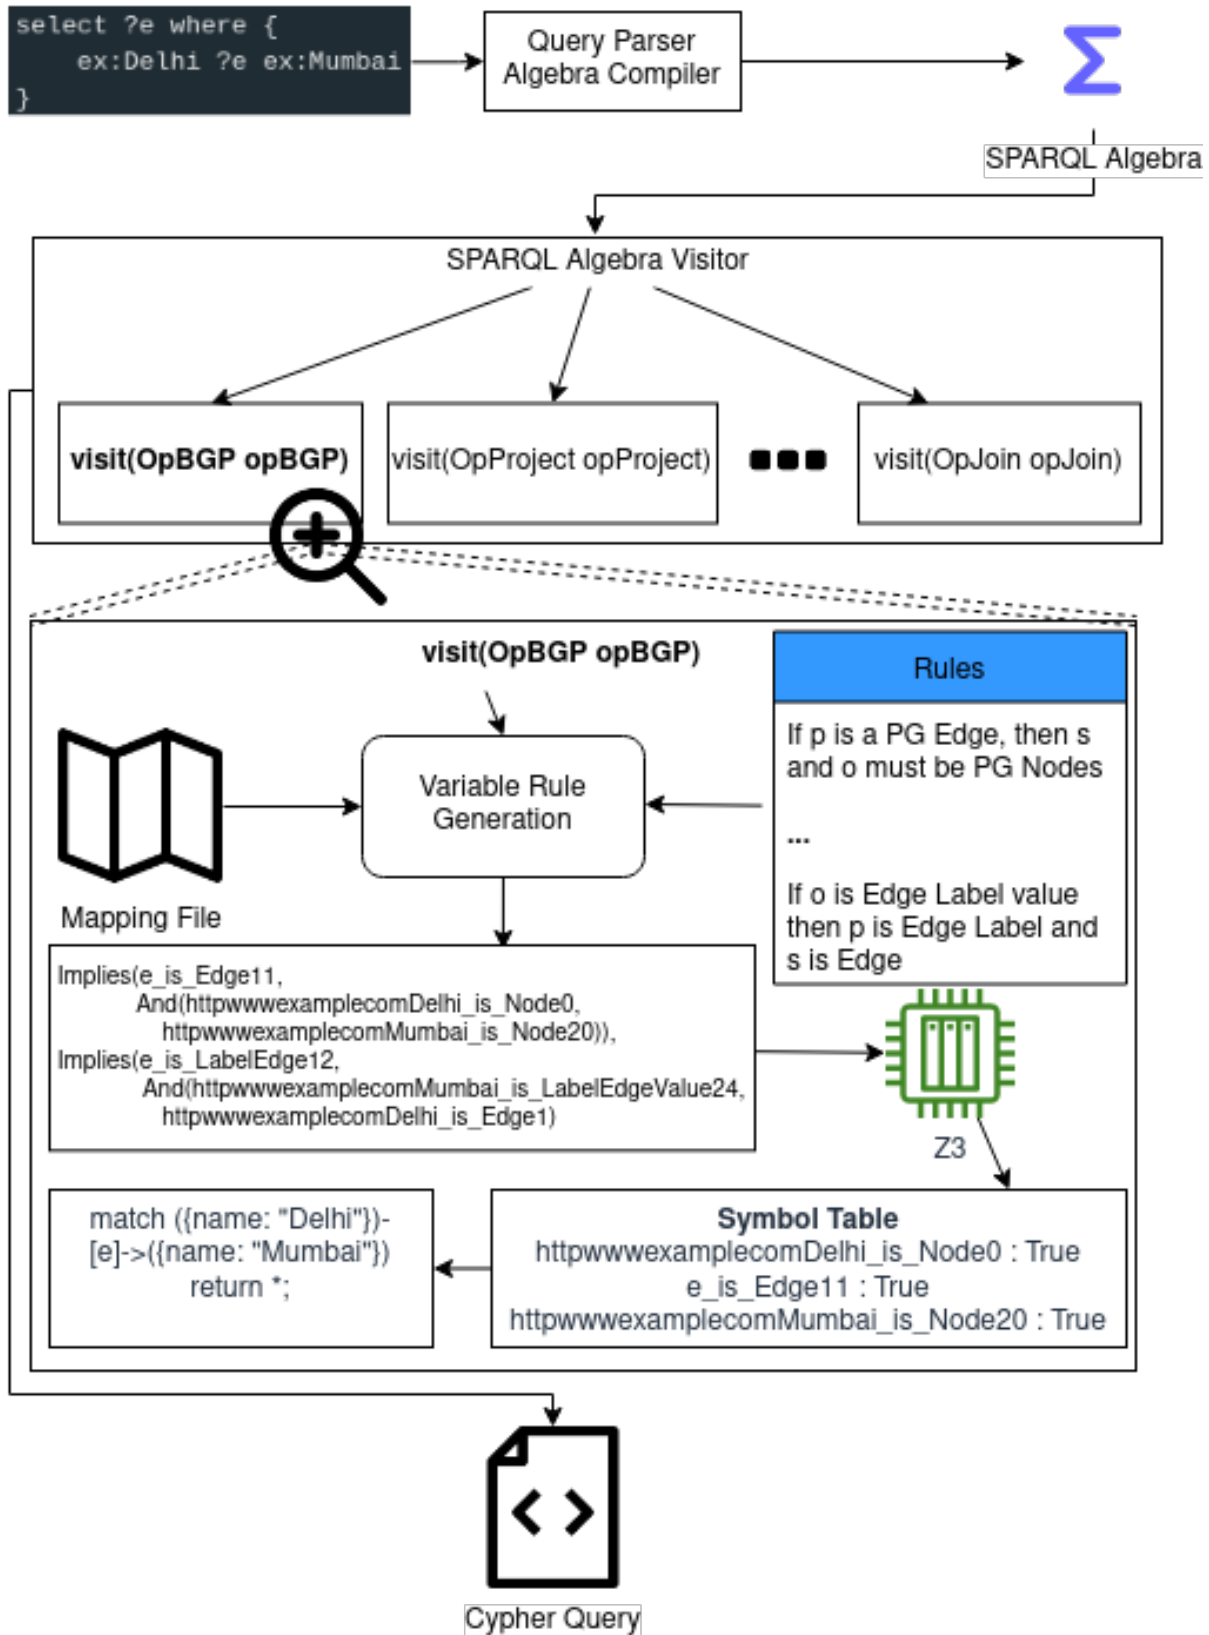 select ?e where {
ex:Delhi ?e ex:Mumbai
}
Query Parser
Algebra Compiler
SPARQL Algebra
SPARQL Algebra Visitor
visit(OpBGP opBGP)
visit(OpProject opProject)
visit(OpJoin opJoin)
visit(OpBGP opBGP)
Rules
If p is a PG Edge, then s
and o must be PG Nodes
...
If o is Edge Label value
then p is Edge Label and
s is Edge
Variable Rule
Generation
Mapping File
Implies(e_is_Edge11,
And(httpwwwexamplecomDelhi_is_Node0,
httpwwwexamplecomMumbai_is_Node20)),
Implies(e_is_LabelEdge12,
And(httpwwwexamplecomMumbai_is_LabelEdgeValue24,
httpwwwexamplecomDelhi_is_Edge1)
Z3
Symbol Table
httpwwwexamplecomDelhi_is_Node0 : True
e_is_Edge11 : True
httpwwwexamplecomMumbai_is_Node20 : True
match ({name: "Delhi"})-
[e]->({name: "Mumbai"})
return *;
Cypher Query